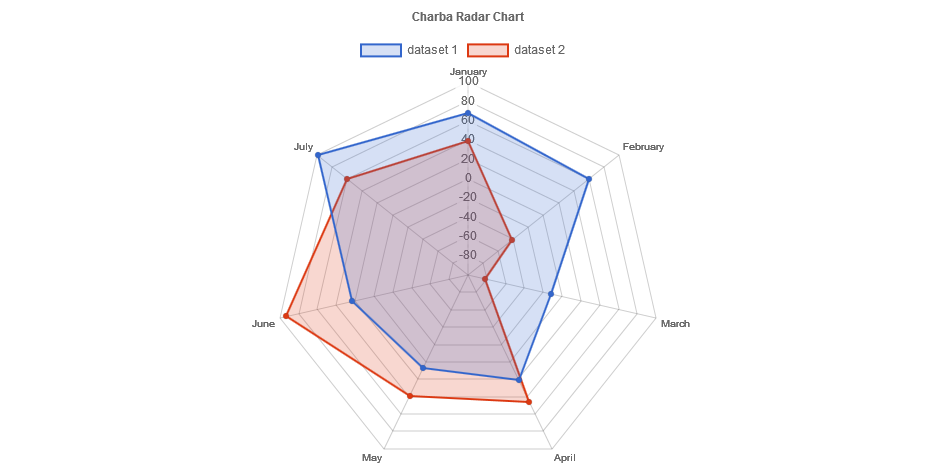 Charba Radar Chart
dataset 1 dataset 2
January
100
80
60
40
20
0
-20
-40
-60
-80
February
March
April
May
June
July